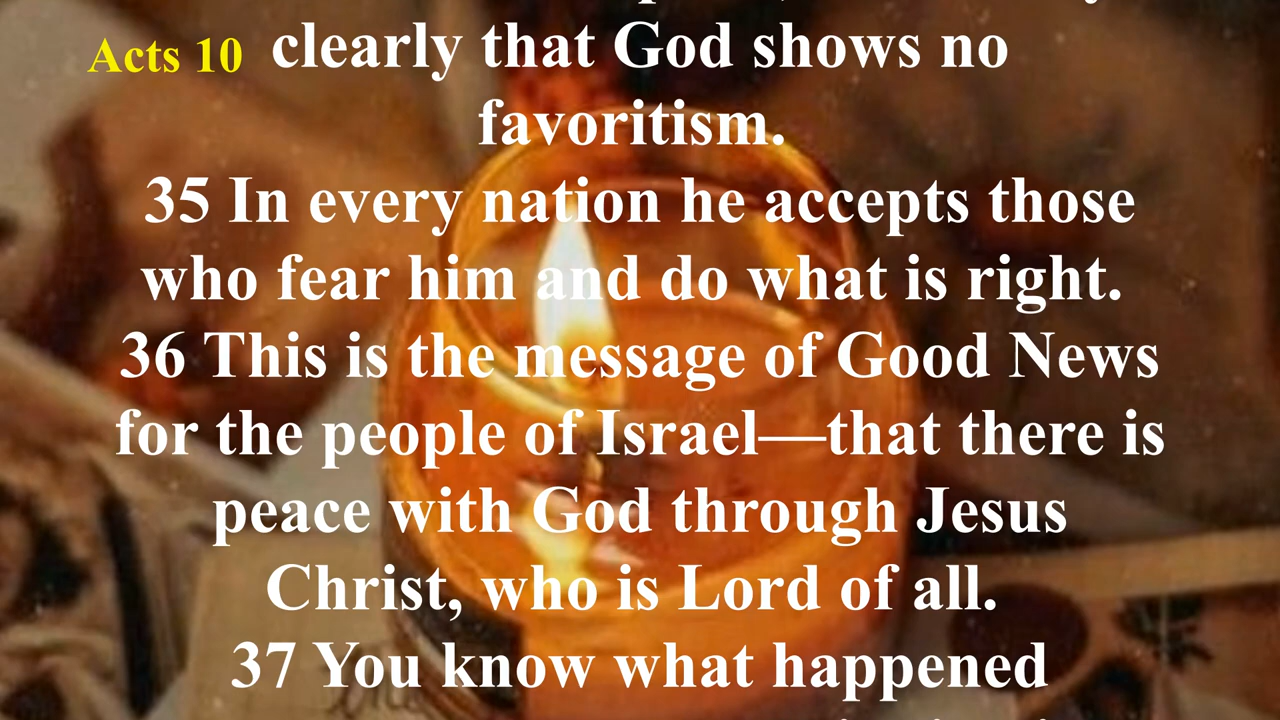 Acts 10 clearly that God shows no
favoritism.
35 In every nation he accepts those
who fear him and do what is right.
36 This is the message of Good News
for the people of Israel—that there is
peace with God through Jesus
Christ, who is Lord of all.
37 You know what happened